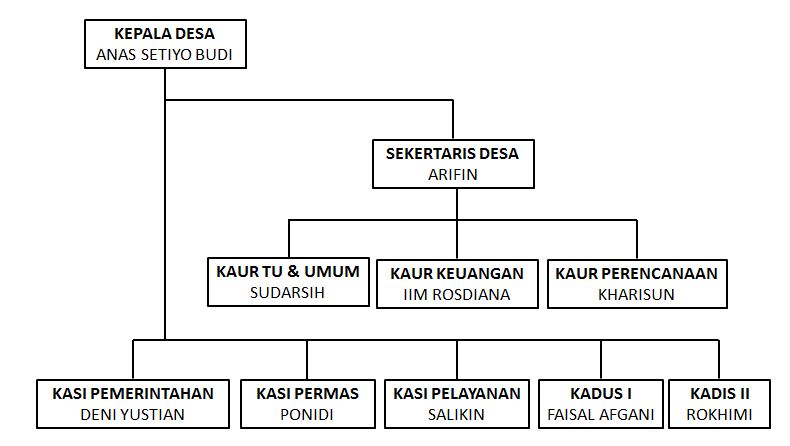 KEPALA DESA
ANAS SETIYO BUDI
SEKERTARIS DESA
ARIFIN
KAUR TU & UMUM
SUDARSIH
KAUR KEUANGAN
IIM ROSDIANA
KAUR PERENCANAAN
KHARISUN
KASI PEMERINTAHAN
DENI YUSTIAN
KASI PERMAS
PONIDI
KASI PELAYANAN
SALIKIN
KADUS I
FAISAL AFGANI
KADIS II
ROKHIMI